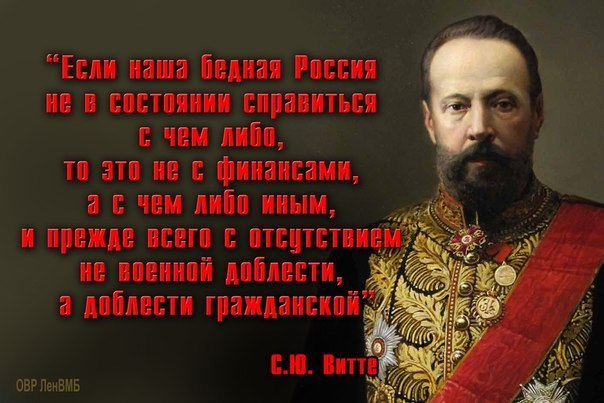 “Если наша бедная Россия
не в состоянии справиться
с чем либо,
то это не с финансами,
а с чем либо иным,
и прежде всего с отсутствием
не военной доблести,
а доблести гражданской”
С.Ю. Витте
ОВР ЛенВМБ